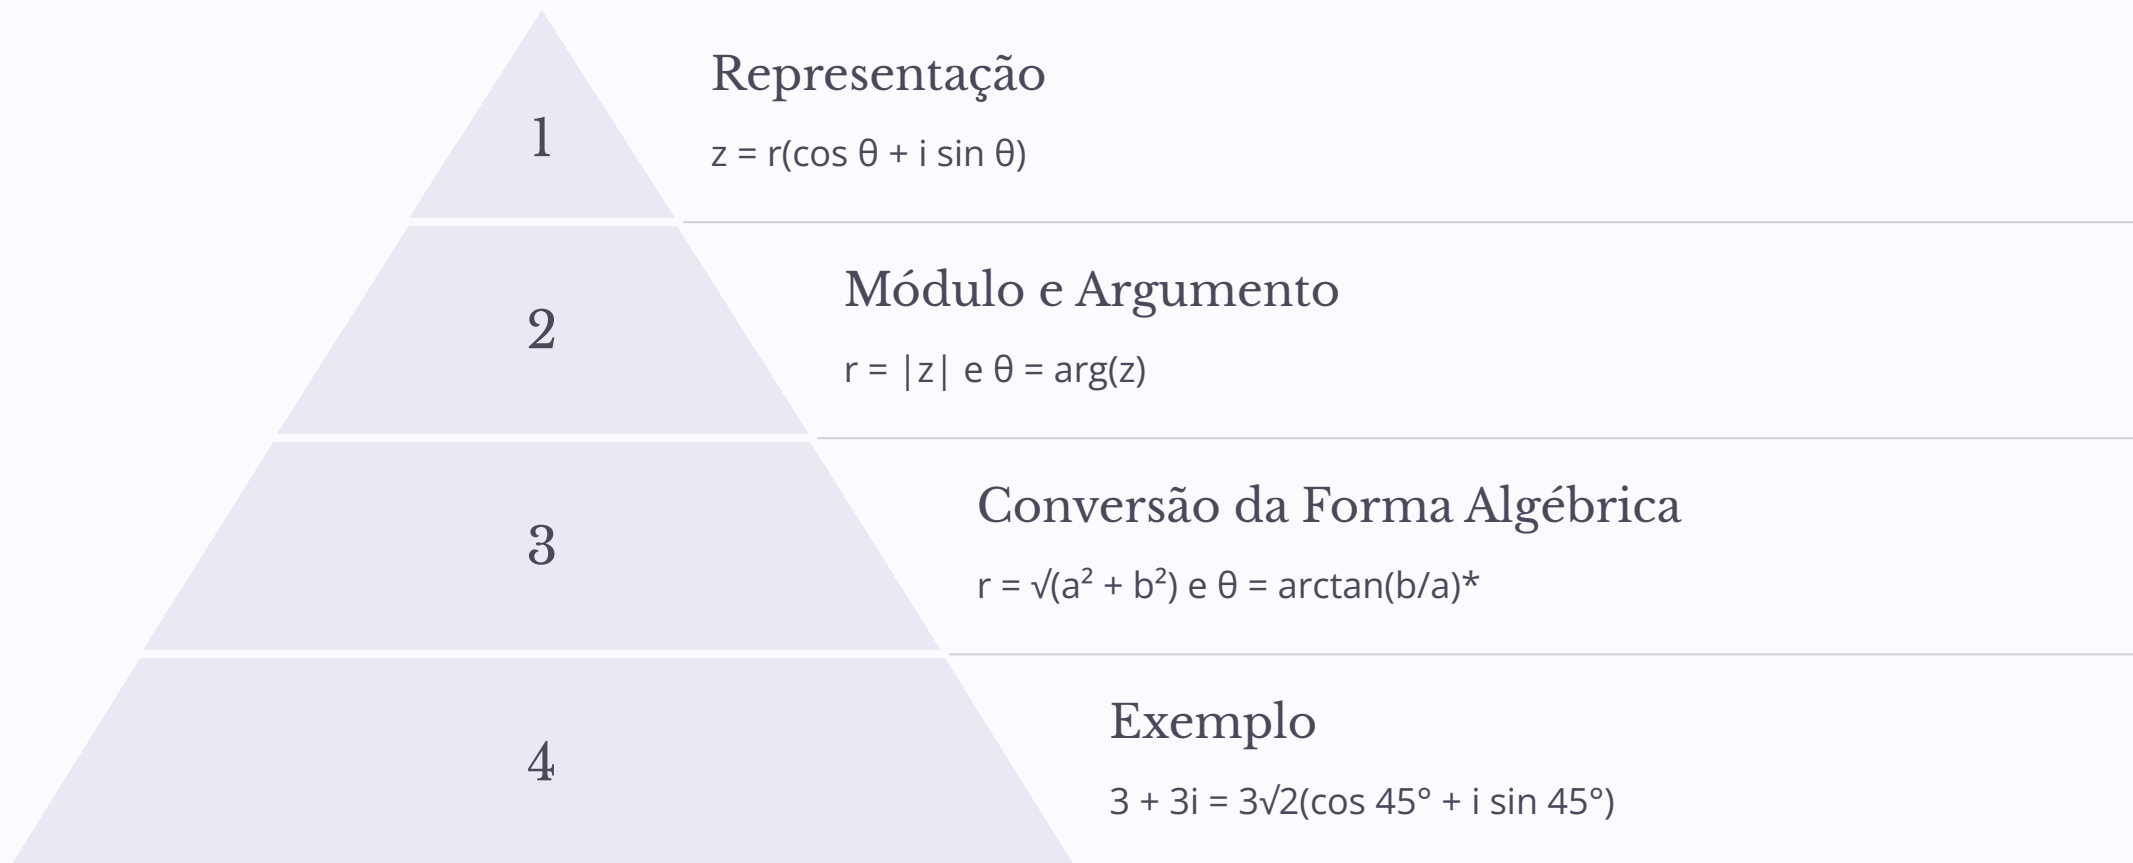 1
Representação
z = r(cos θ + i sin θ)
2
Módulo e Argumento
r = |z| e θ = arg(z)
3
Conversão da Forma Algébrica
r = √(a² + b²) e θ = arctan(b/a)*
4
Exemplo
3 + 3i = 3√2(cos 45° + i sin 45°)